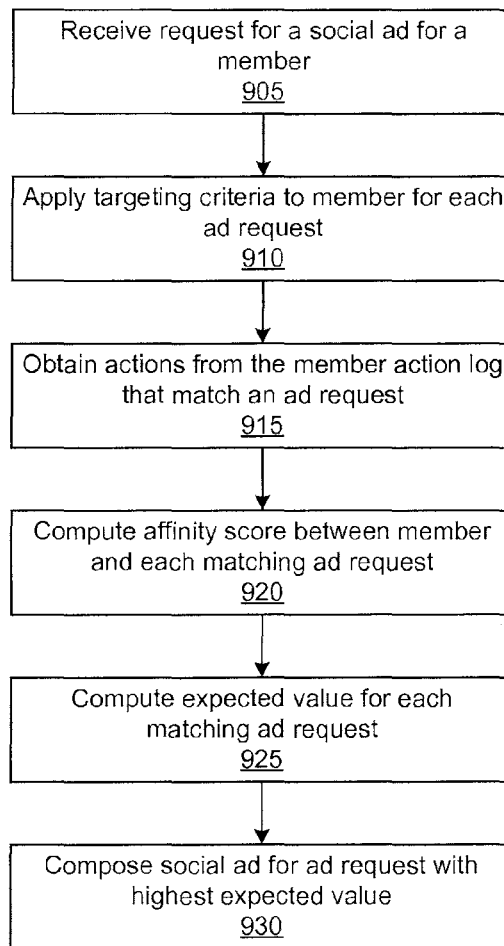 Receive request for a social ad for a
member
905
Apply targeting criteria to member for each
ad request
910
Obtain actions from the member action log
that match an ad request
915
Compute affinity score between member
and each matching ad request
920
Compute expected value for each
matching ad request
925
Compose social ad for ad request with
highest expected value
930